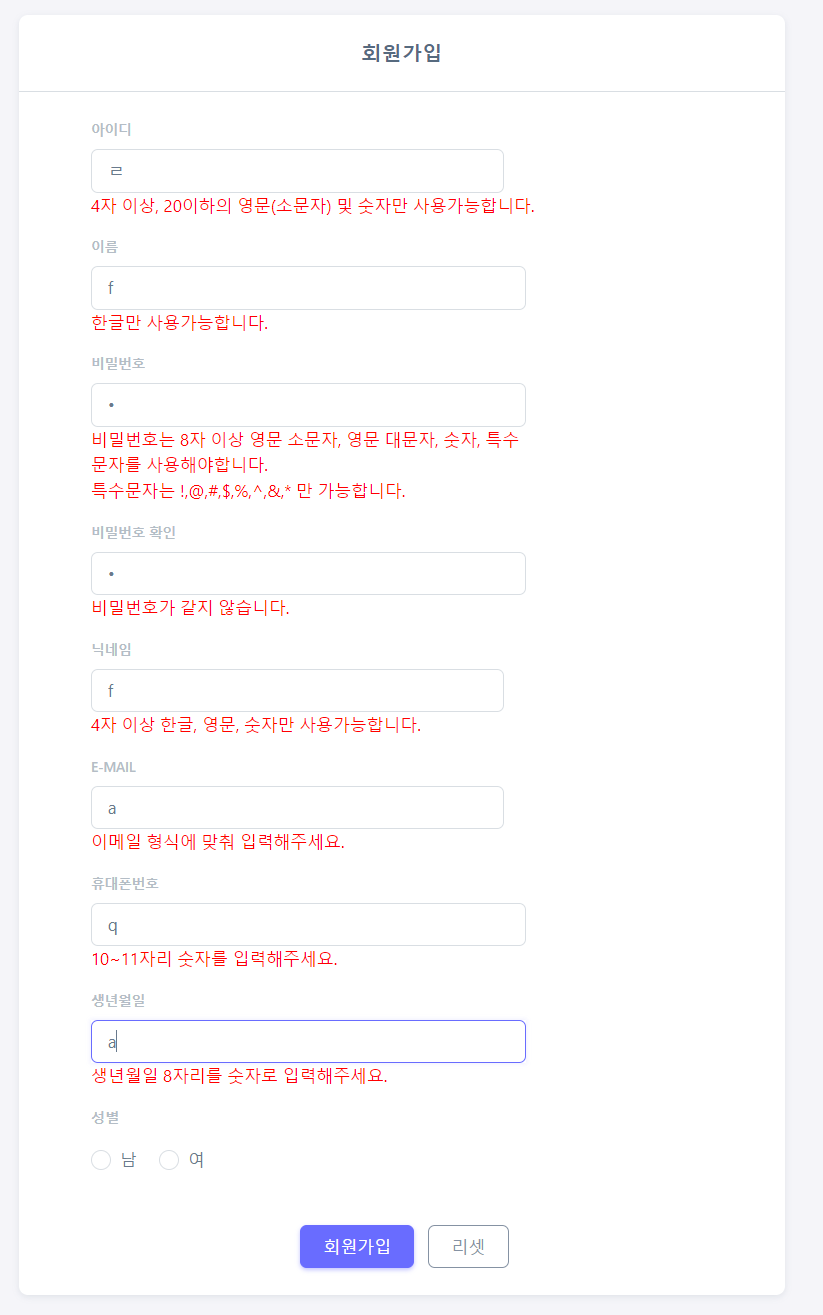 회원가입
아이디
ㄹ
4자 이상, 20이하의 영문(소문자) 및 숫자만 사용가능합니다.
이름
f
한글만 사용가능합니다.
비밀번호
•
비밀번호는 8자 이상 영문 소문자, 영문 대문자, 숫자, 특수
문자를 사용해야합니다.
특수문자는 !,@,#,$,%,^,&,* 만 가능합니다.
비밀번호 확인
•
비밀번호가 같지 않습니다.
닉네임
f
4자 이상 한글, 영문, 숫자만 사용가능합니다.
E-MAIL
a
이메일 형식에 맞춰 입력해주세요.
휴대폰번호
q
10~11자리 숫자를 입력해주세요.
생년월일
a
생년월일 8자리를 숫자로 입력해주세요.
성별
남 여
회원가입 리셋